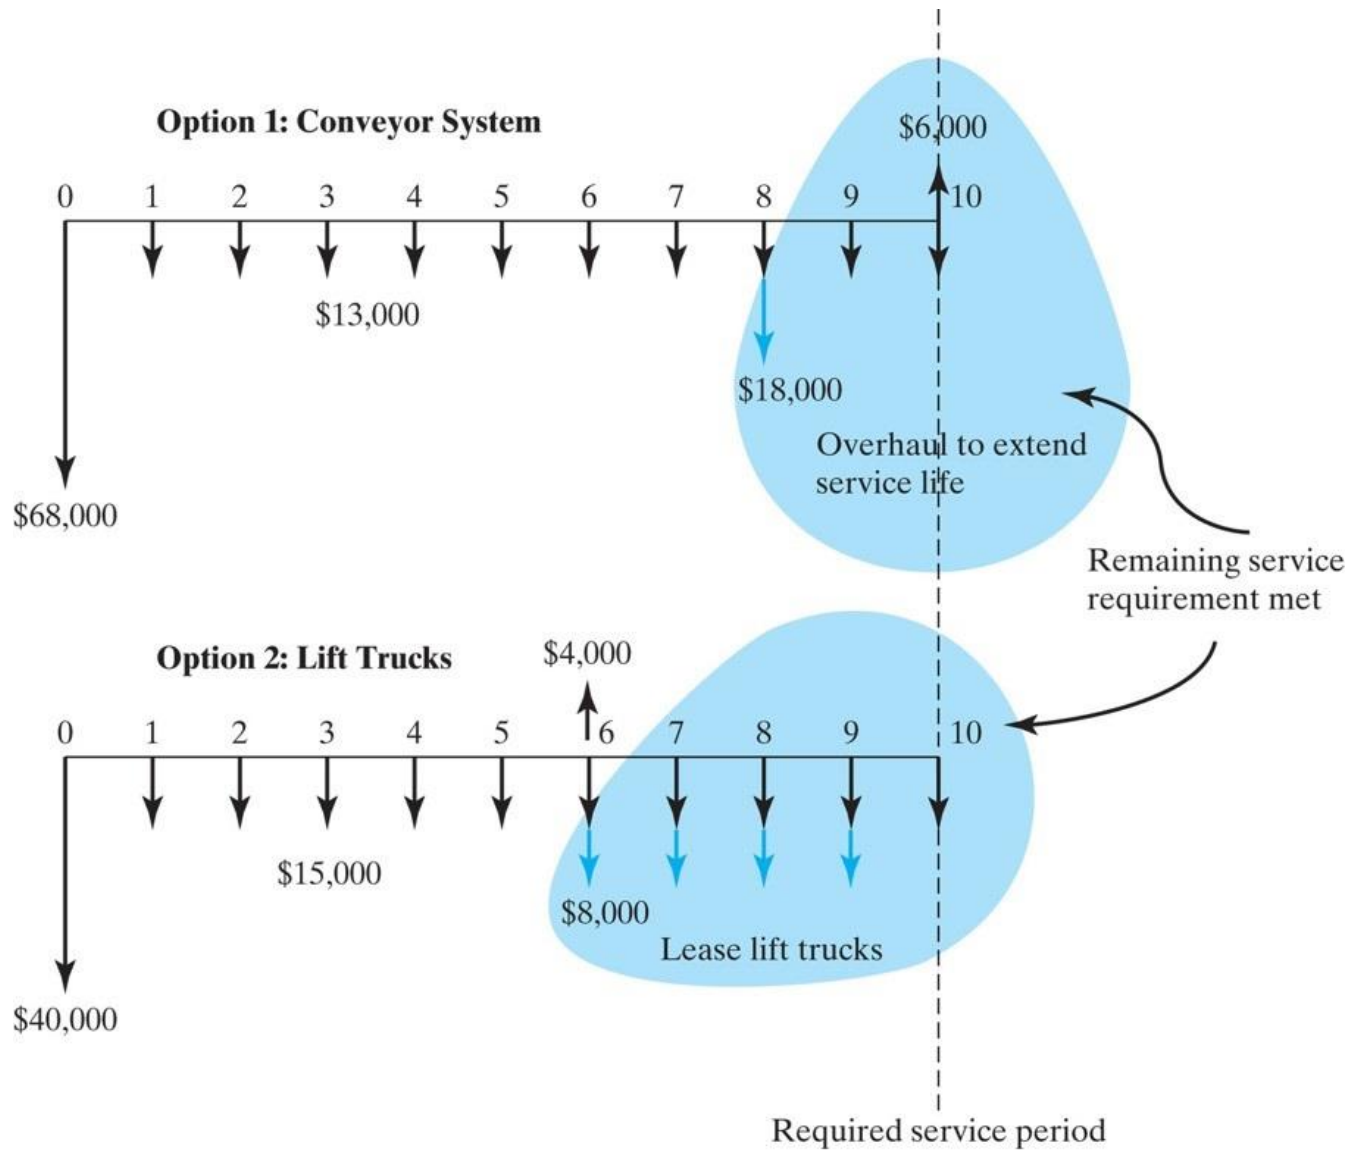 Option 1: Conveyor System
$6,000
0 1 2 3 4 5 6 7 8 9 10
$13,000
$18,000
Overhaul to extend
service life
$68,000
Remaining service
requirement met
Option 2: Lift Trucks
$4,000
0 1 2 3 4 5 6 7 8 9 10
$15,000
$8,000
Lease lift trucks
$40,000
Required service period